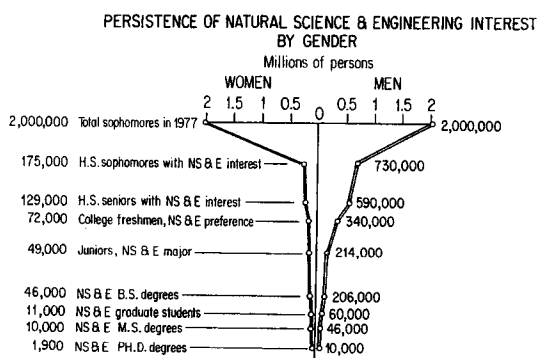 PERSISTENCE OF NATURAL SCIENCE & ENGINEERING INTEREST
BY GENDER
Millions of persons
WOMEN MEN
2 1.5 1 0.5 0 0.5 1 1.5 2
2,000,000 Total sophomores in 1977 2,000,000
175,000 H.S. sophomores with NS & E interest 730,000
129,000 H.S. seniors with NS & E interest 590,000
72,000 College freshmen, NS & E preference 340,000
49,000 Juniors, NS & E major 214,000
46,000 NS & E B.S. degrees 206,000
11,000 NS & E graduate students 60,000
10,000 NS & E M.S. degrees 46,000
1,900 NS & E PH.D. degrees 10,000